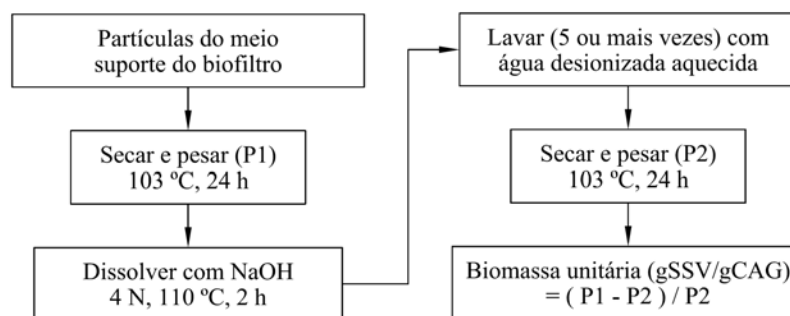 Partículas do meio
suporte do biofiltro
Secar e pesar (P1)
103 ºC, 24 h
Dissolver com NaOH
4 N, 110 ºC, 2 h
Lavar (5 ou mais vezes) com
água desionizada aquecida
Secar e pesar (P2)
103 ºC, 24 h
Biomassa unitária (gSSV/gCAG)
= ( P1 - P2 ) / P2